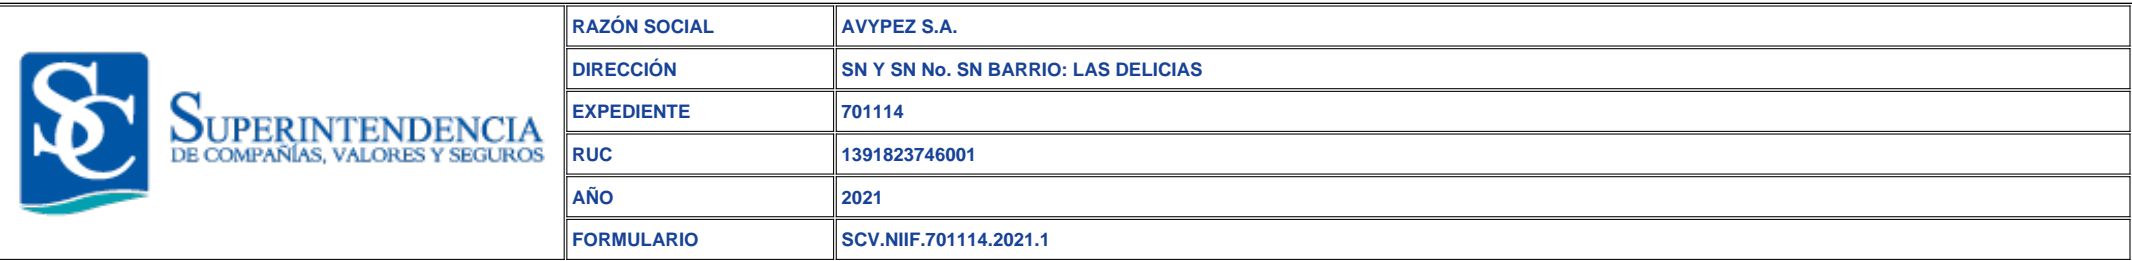 SC
SUPERINTENDENCIA
DE COMPAÑÍAS, VALORES Y SEGUROS
RAZÓN SOCIAL AVYPEZ S.A.
DIRECCIÓN SN Y SN No. SN BARRIO: LAS DELICIAS
EXPEDIENTE 701114
RUC 1391823746001
AÑO 2021
FORMULARIO SCV.NIIF.701114.2021.1